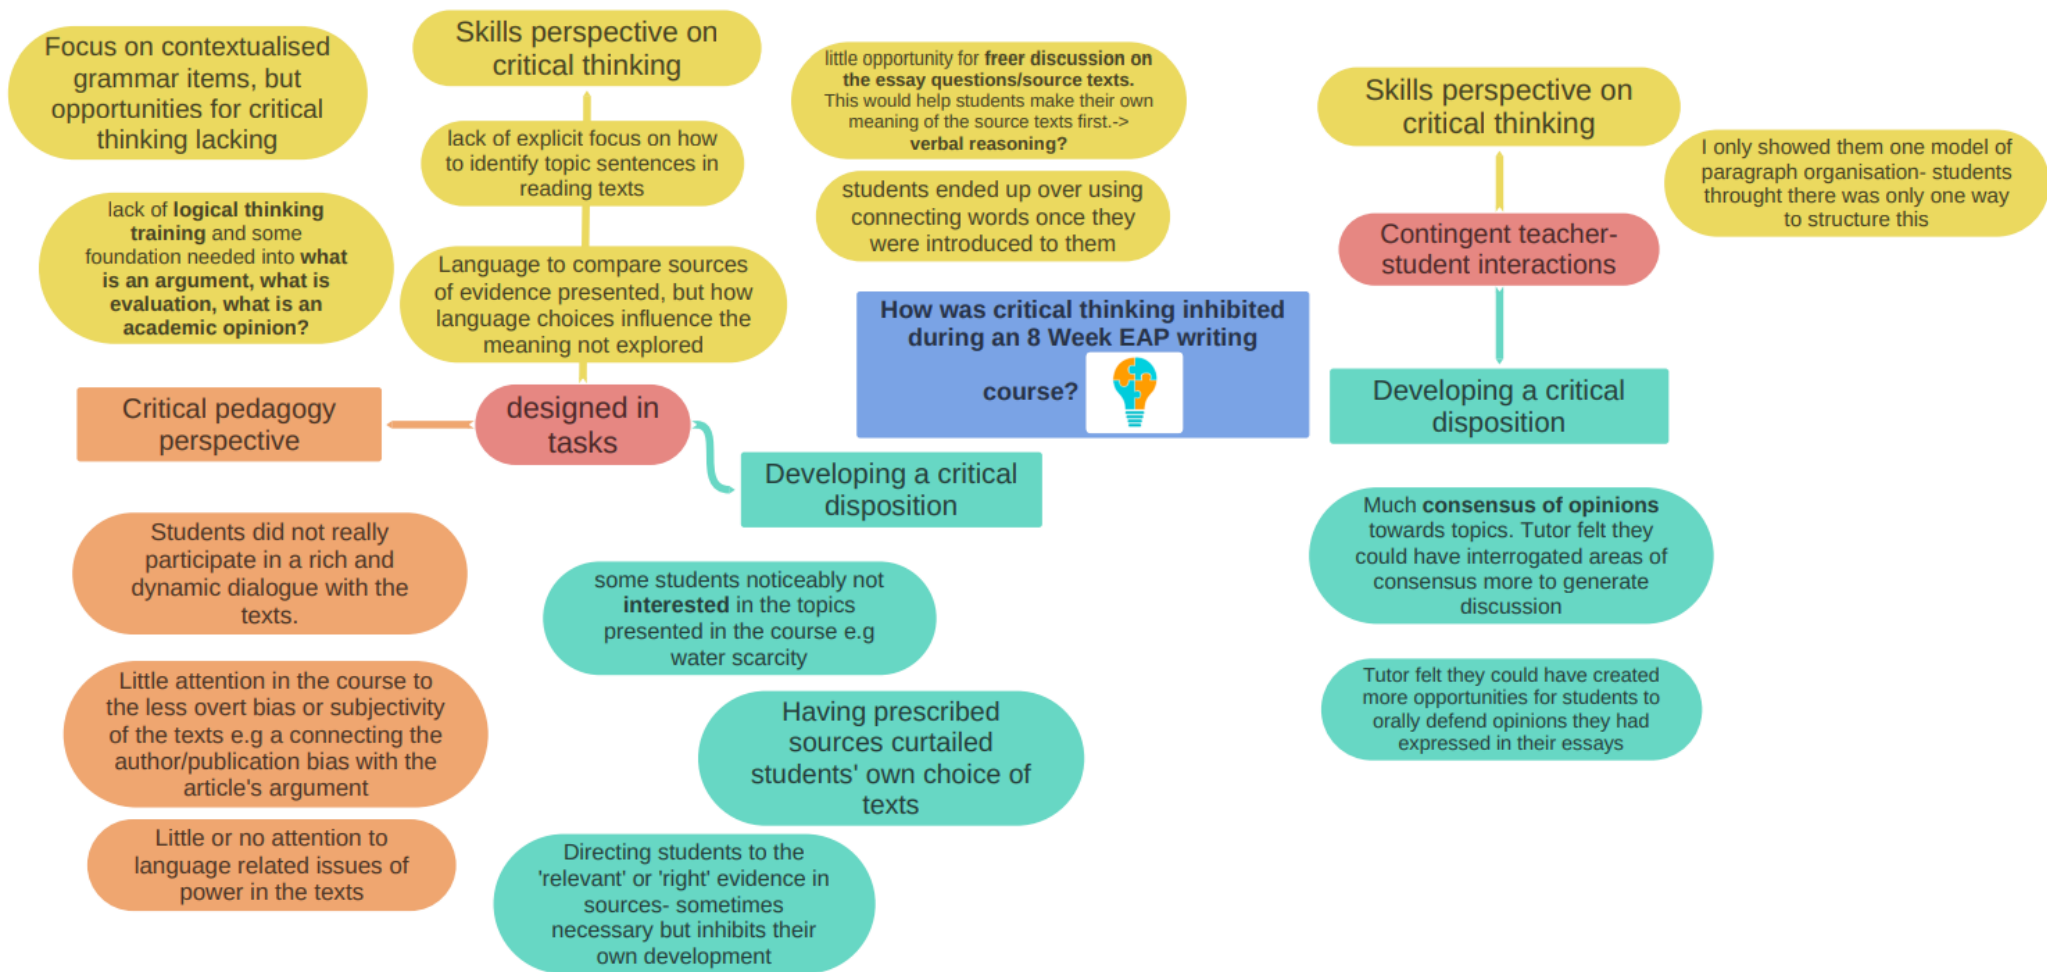 Focus on contextualised
grammar items, but
opportunities for critical
thinking lacking
Skills perspective on
critical thinking
lack of explicit focus on how
to identify topic sentences in
reading texts
lack of logical thinking
training and some
foundation needed into what
is an argument, what is
evaluation, what is an
academic opinion?
Language to compare sources
of evidence presented, but how
language choices influence the
meaning not explored
little opportunity for freer discussion on
the essay questions/source texts.
This would help students make their own
meaning of the source texts first.->
verbal reasoning?
students ended up over using
connecting words once they
were introduced to them
How was critical thinking inhibited
during an 8 Week EAP writing
course?
Skills perspective on
critical thinking
I only showed them one model of
paragraph organisation- students
throught there was only one way
to structure this
Contingent teacher-
student interactions
Developing a critical
disposition
Critical pedagogy
perspective
designed in
tasks
Developing a critical
disposition
Students did not really
participate in a rich and
dynamic dialogue with the
texts.
Little attention in the course to
the less overt bias or subjectivity
of the texts e.g a connecting the
author/publication bias with the
article's argument
Little or no attention to
language related issues of
power in the texts
some students noticeably not
interested in the topics
presented in the course e.g
water scarcity
Having prescribed
sources curtailed
students' own choice of
texts
Directing students to the
'relevant' or 'right' evidence in
sources- sometimes
necessary but inhibits their
own development
Much consensus of opinions
towards topics. Tutor felt they
could have interrogated areas of
consensus more to generate
discussion
Tutor felt they could have created
more opportunities for students to
orally defend opinions they had
expressed in their essays